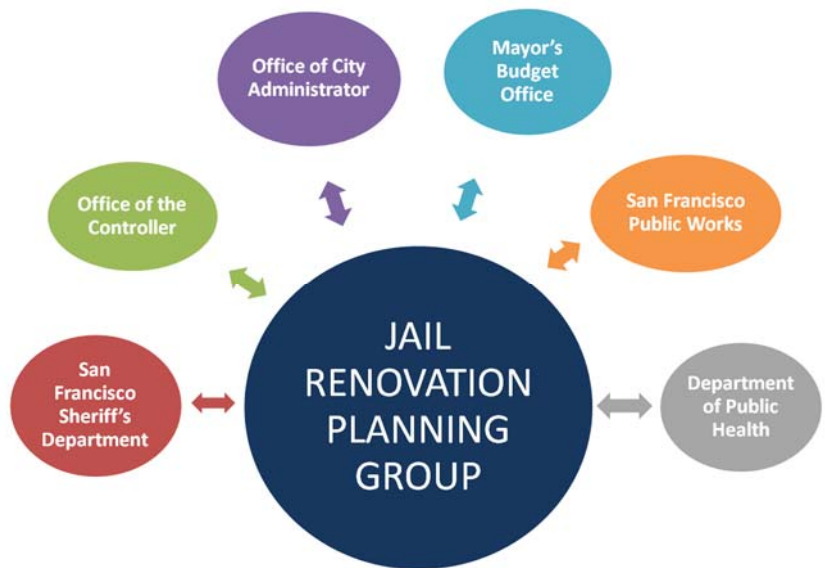 Office of City
Administrator
Mayor's
Budget
Office
Office of the
Controller
San Francisco
Public Works
San
Francisco
Sheriff's
Department
JAIL
RENOVATION
PLANNING
GROUP
Department
of Public
Health